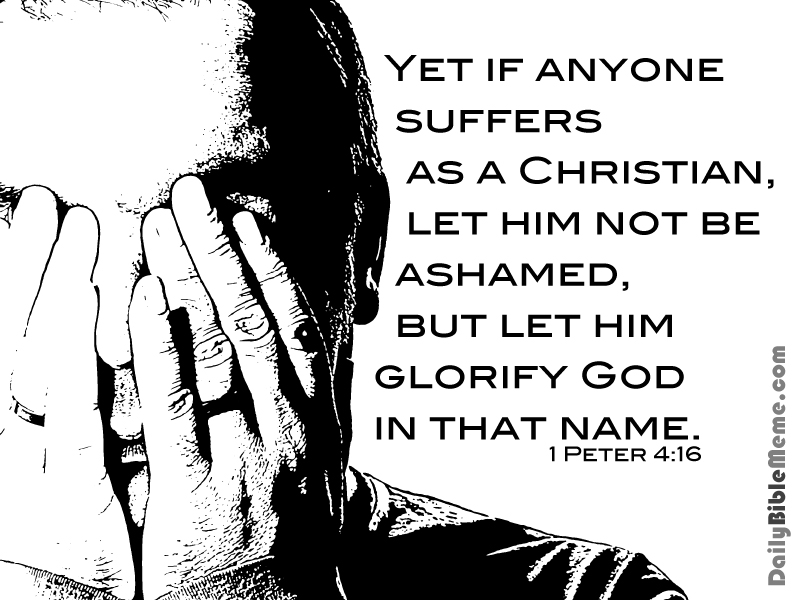 Yet if anyone
suffers
as a Christian,
let him not be
ashamed,
but let him
glorify God
in that name.
1 Peter 4:16
DailyBibleMeme.com